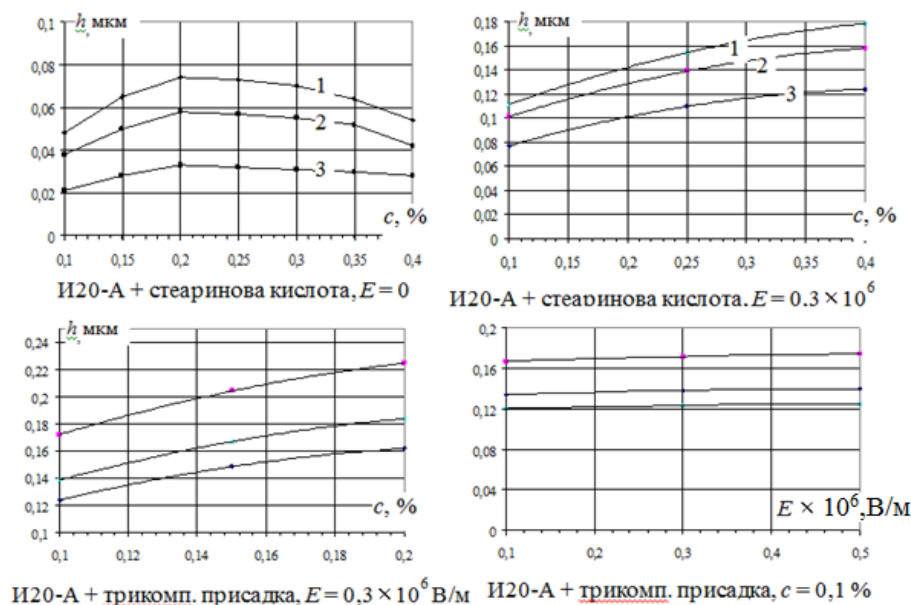 h, мкм
0,1
0,08
0,06
0,04
0,02
0
1
2
3
c, %
0,1 0,15 0,2 0,25 0,3 0,35 0,4
И20-А + стеаринова кислота, E = 0
h, мкм
0,18
0,16
0,14
0,12
0,1
0,08
0,06
0,04
0,02
0
1
2
3
c, %
0,1 0,15 0,2 0,25 0,3 0,35 0,4
И20-А + стеаринова кислота. E = 0.3 × 10⁶
h, мкм
0,24
0,22
0,2
0,18
0,16
0,14
0,12
0,1
c, %
0,1 0,12 0,14 0,16 0,18 0,2
И20-А + трикомп. присадка, E = 0,3 × 10⁶ В/м
0,2
0,16
0,12
0,08
0,04
0
E × 10⁶,В/м
0,1 0,2 0,3 0,4 0,5
И20-А + трикомп. присадка, c = 0,1 %